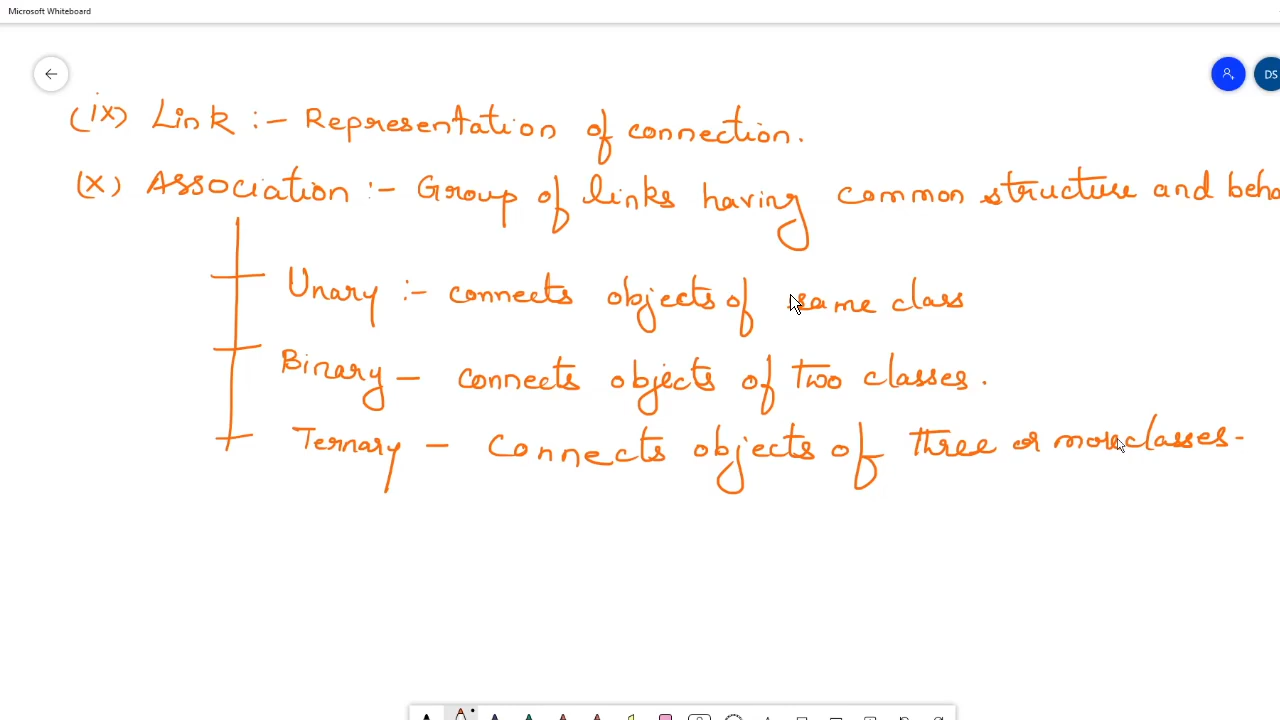 Microsoft Whiteboard
DS
(ix) Link :- Representation of connection.
(x) Association :- Group of links having common structure and beha
Unary :- connects objects of same class
Binary - connects objects of two classes.
Ternary - Connects objects of three or more classes.